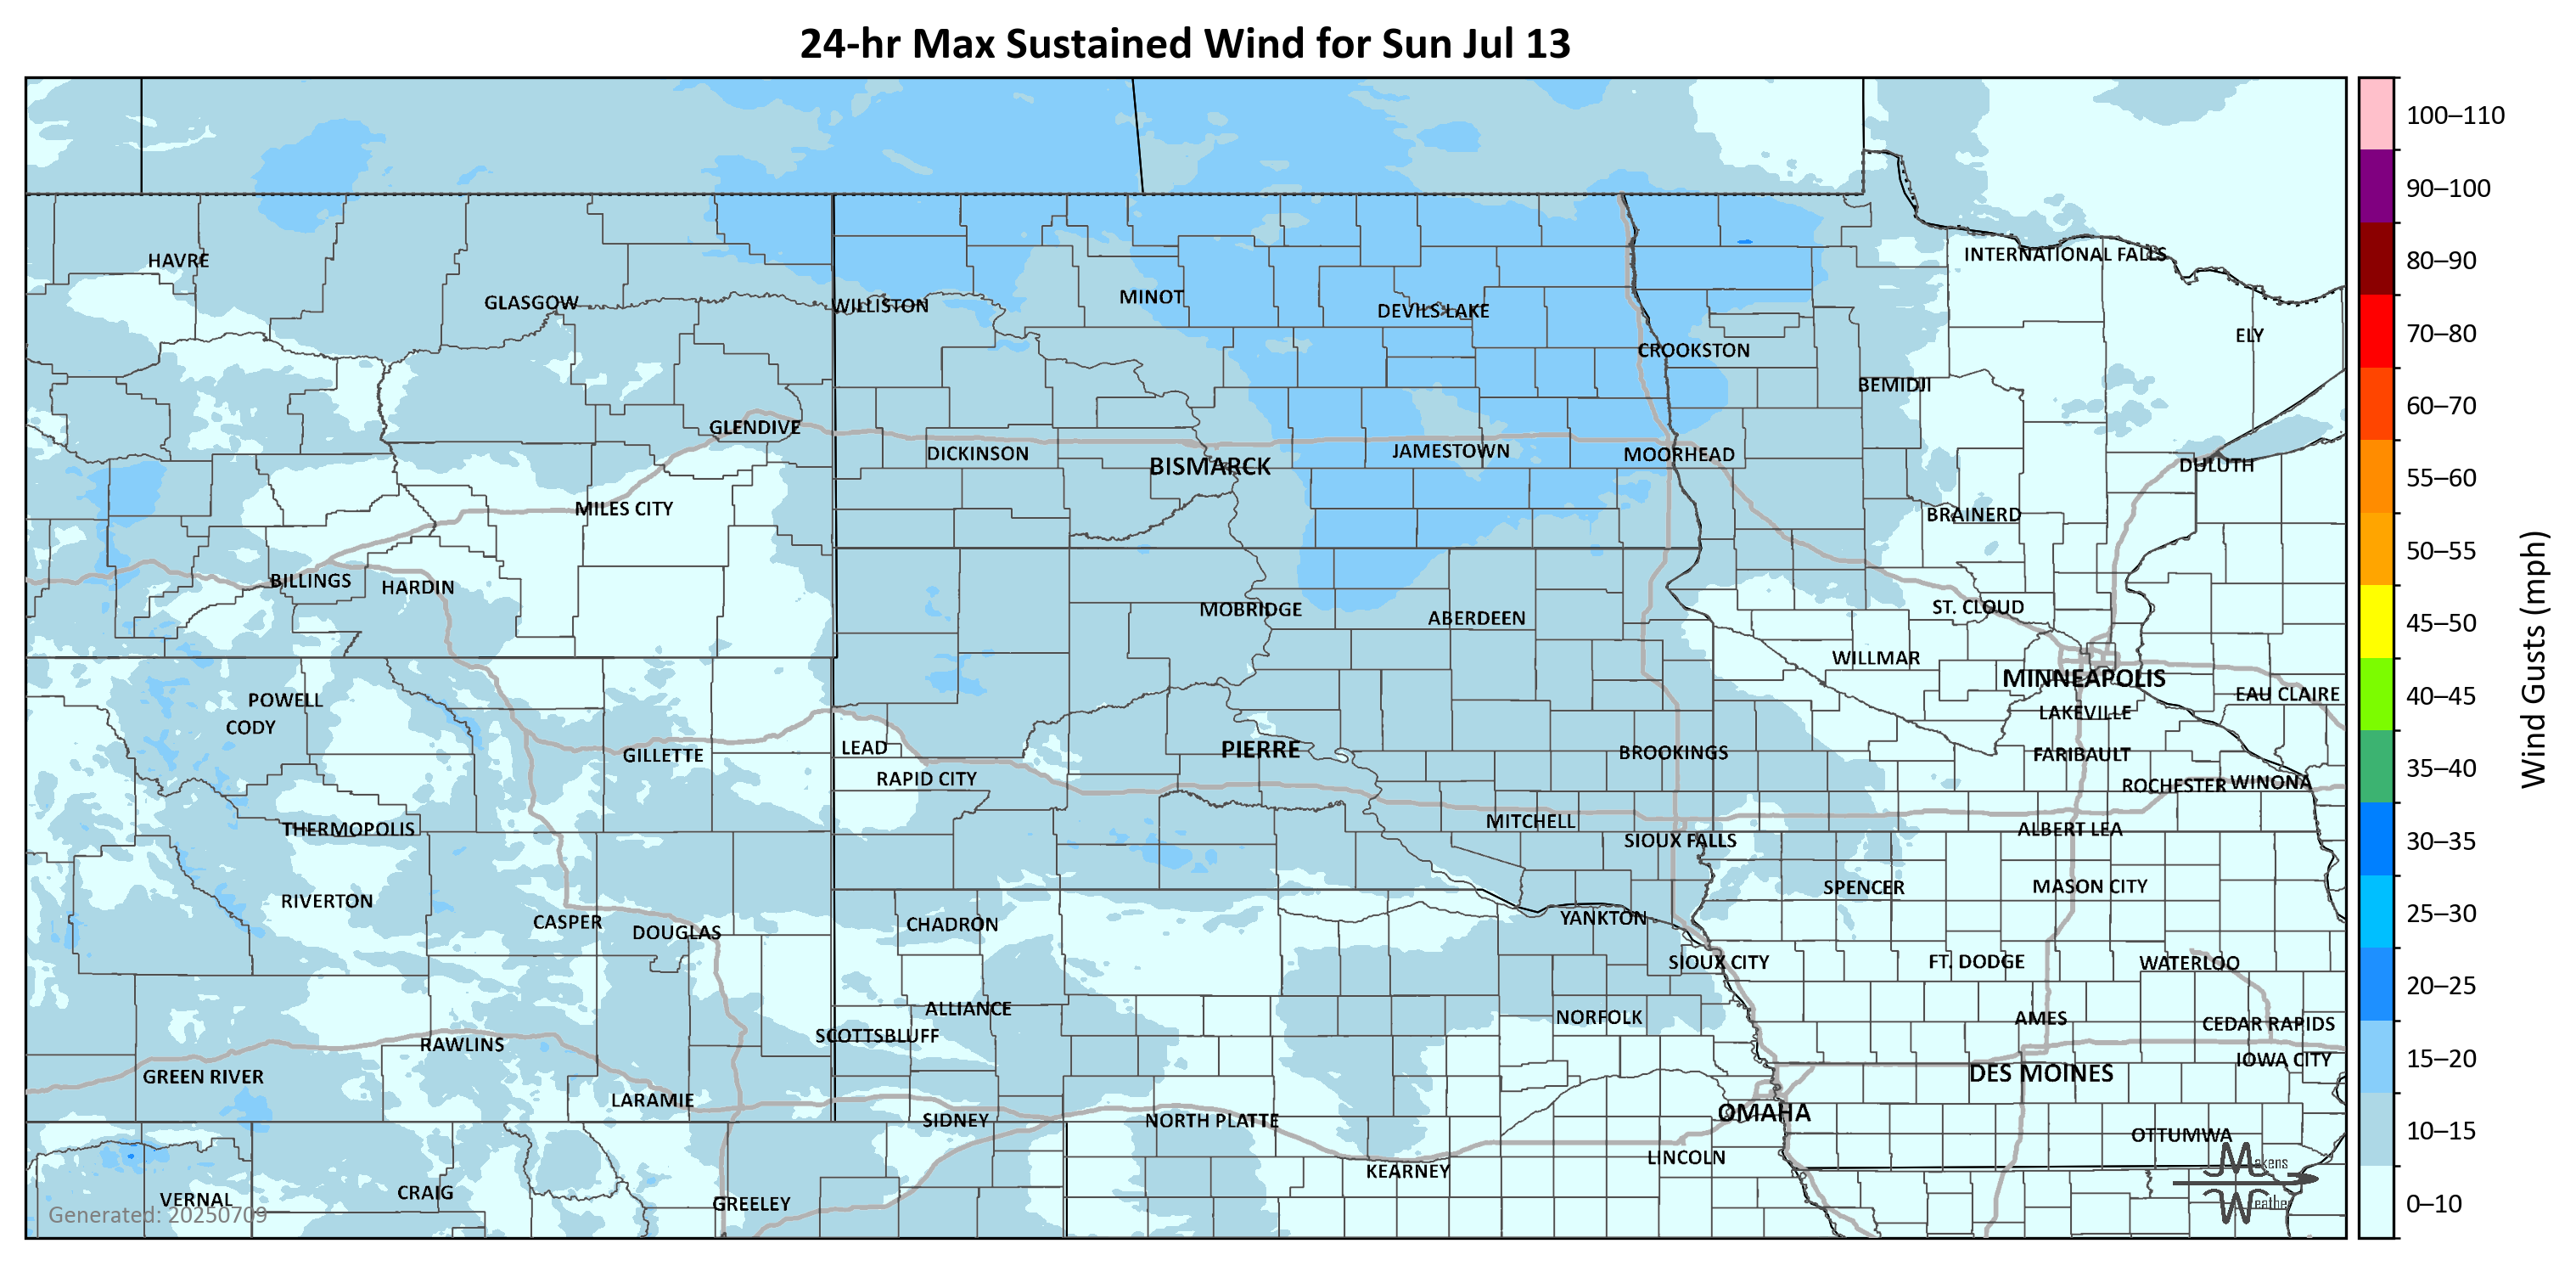 24-hr Max Sustained Wind for Sun Jul 13
100–110
90–100
80–90
70–80
60–70
55–60
50–55
45–50
40–45
35–40
30–35
25–30
20–25
15–20
10–15
0–10
Wind Gusts (mph)
HAVRE
INTERNATIONAL FALLS
GLASGOW
WILLISTON
MINOT
DEVILS LAKE
ELY
CROOKSTON
BEMIDJI
GLENDIVE
DICKINSON
BISMARCK
JAMESTOWN
MOORHEAD
DULUTH
MILES CITY
BRAINERD
BILLINGS
HARDIN
MOBRIDGE
ABERDEEN
ST. CLOUD
WILLMAR
MINNEAPOLIS
POWELL
CODY
EAU CLAIRE
LAKEVILLE
GILLETTE
LEAD
PIERRE
BROOKINGS
FARIBAULT
RAPID CITY
ROCHESTER
WINONA
THERMOPOLIS
MITCHELL
SIOUX FALLS
ALBERT LEA
RIVERTON
SPENCER
MASON CITY
CASPER
DOUGLAS
CHADRON
YANKTON
SIOUX CITY
FT. DODGE
WATERLOO
ALLIANCE
SCOTTSBLUFF
NORFOLK
AMES
CEDAR RAPIDS
RAWLINS
IOWA CITY
GREEN RIVER
DES MOINES
LARAMIE
SIDNEY
NORTH PLATTE
OMAHA
OTTUMWA
KEARNEY
LINCOLN
VERNAL
CRAIG
GREELEY
Generated: 20250709
Makens
Weather